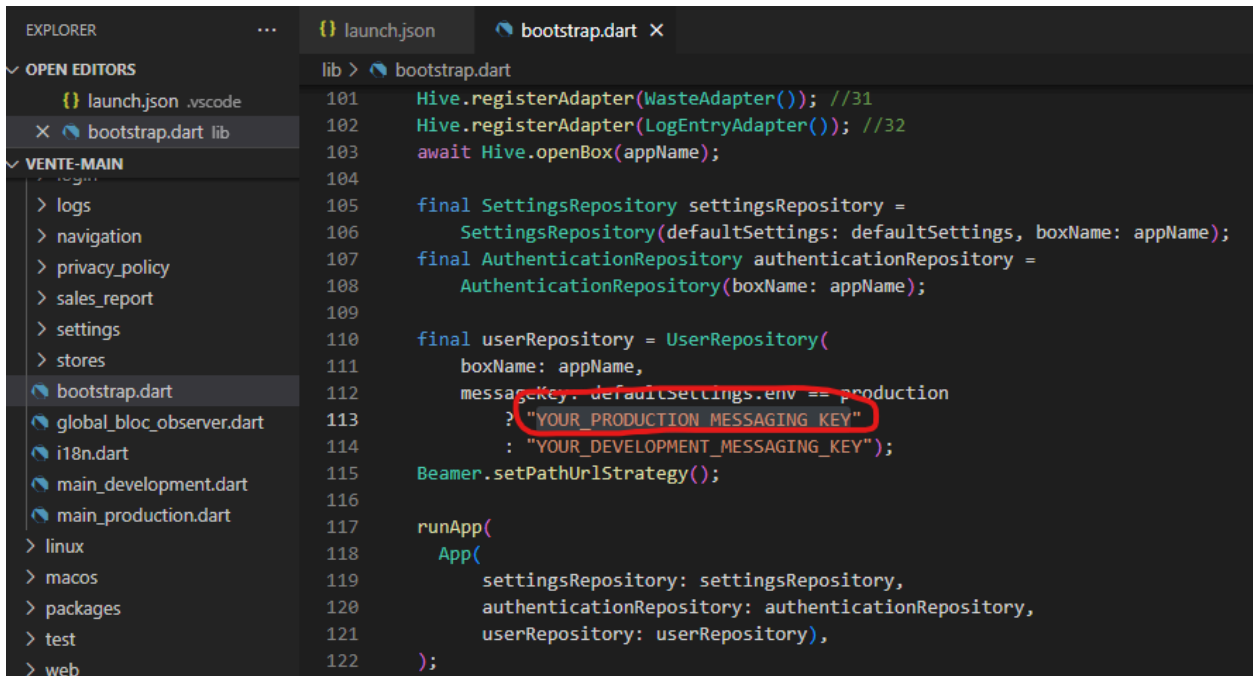 EXPLORER ...
OPEN EDITORS
{} launch.json .vscode
X bootstrap.dart lib
VENTE-MAIN
> login
> logs
> navigation
> privacy_policy
> sales_report
> settings
> stores
bootstrap.dart
global_bloc_observer.dart
i18n.dart
main_development.dart
main_production.dart
> linux
> macos
> packages
> test
> web
{} launch.json
bootstrap.dart X
lib > bootstrap.dart
101 Hive.registerAdapter(WasteAdapter()); //31
102 Hive.registerAdapter(LogEntryAdapter()); //32
103 await Hive.openBox(appName);
104
105 final SettingsRepository settingsRepository =
106 SettingsRepository(defaultSettings: defaultSettings, boxName: appName);
107 final AuthenticationRepository authenticationRepository =
108 AuthenticationRepository(boxName: appName);
109
110 final userRepository = UserRepository(
111 boxName: appName,
112 messageKey: defaultSettings.env == production
113 ? "YOUR_PRODUCTION_MESSAGING_KEY"
114 : "YOUR_DEVELOPMENT_MESSAGING_KEY");
115 Beamer.setPathUrlStrategy();
116
117 runApp(
118 App(
119 settingsRepository: settingsRepository,
120 authenticationRepository: authenticationRepository,
121 userRepository: userRepository),
122 );